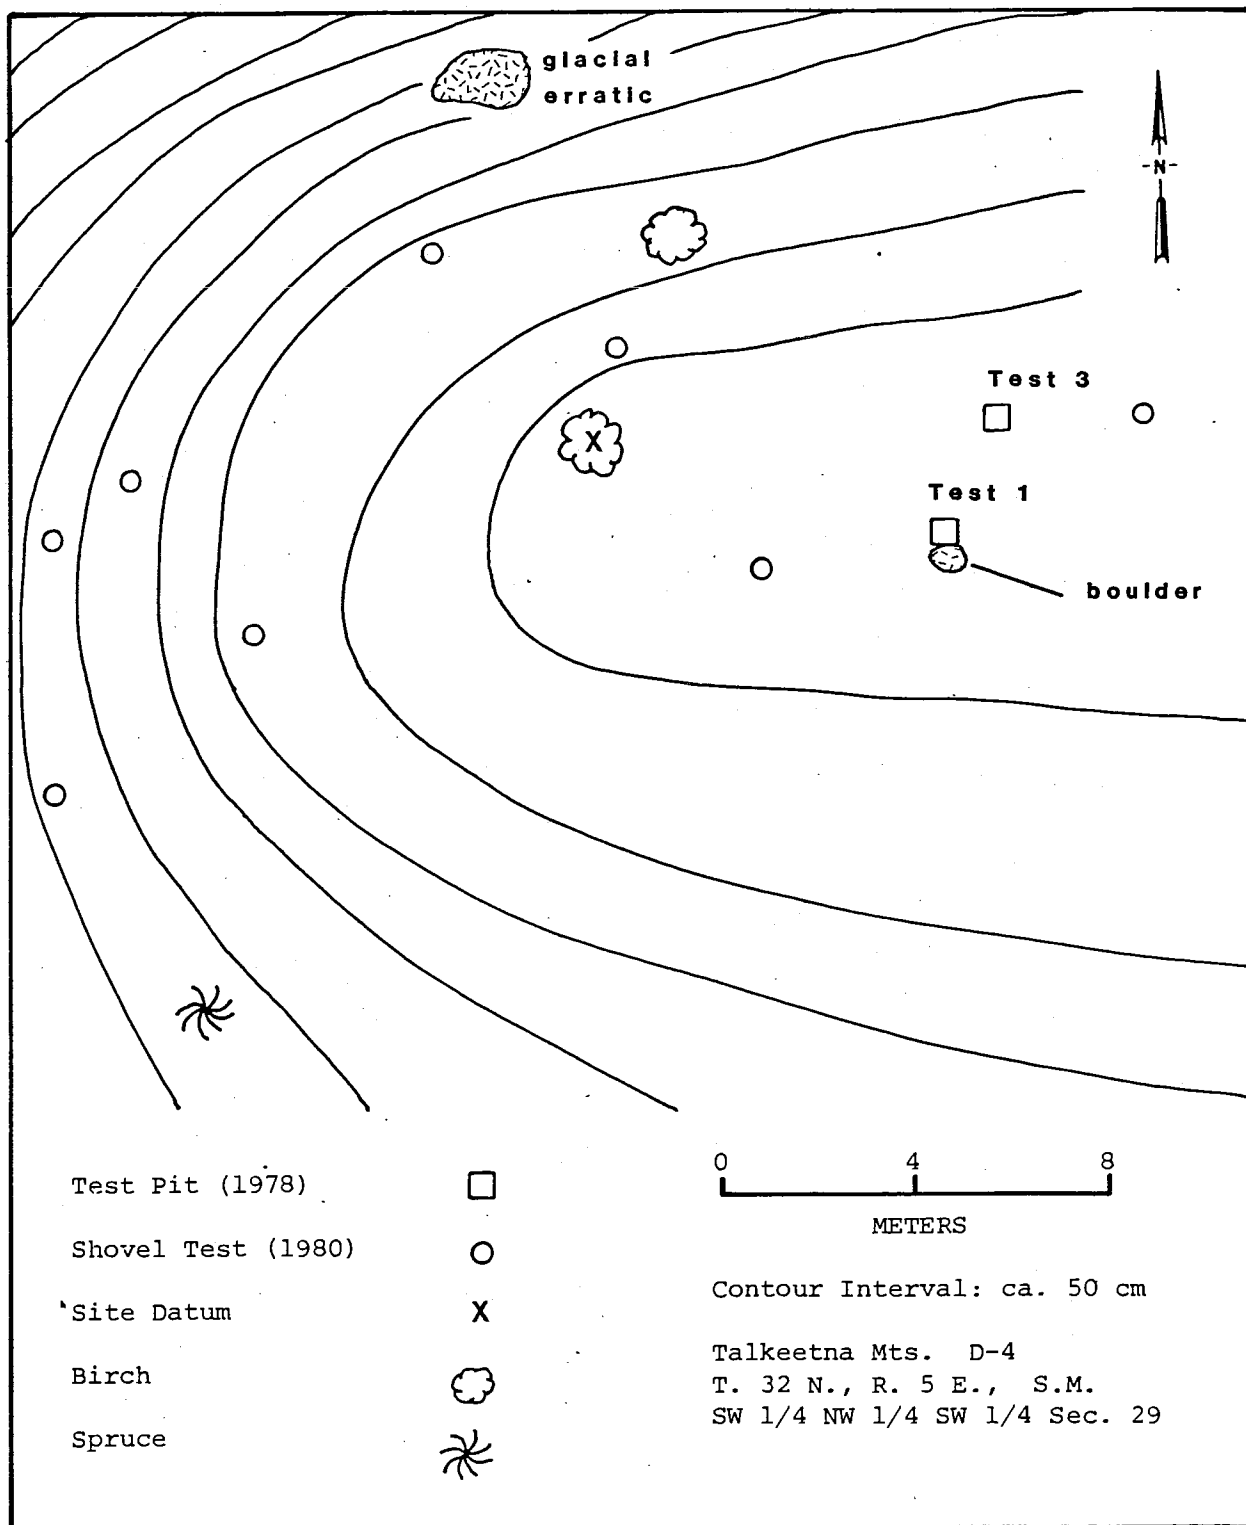 glacial
erratic
-N-
Test 3
Test 1
boulder
X
Test Pit (1978)
Shovel Test (1980)
Site Datum X
Birch
Spruce
0 4 8
METERS
Contour Interval: ca. 50 cm
Talkeetna Mts. D-4
T. 32 N., R. 5 E., S.M.
SW 1/4 NW 1/4 SW 1/4 Sec. 29